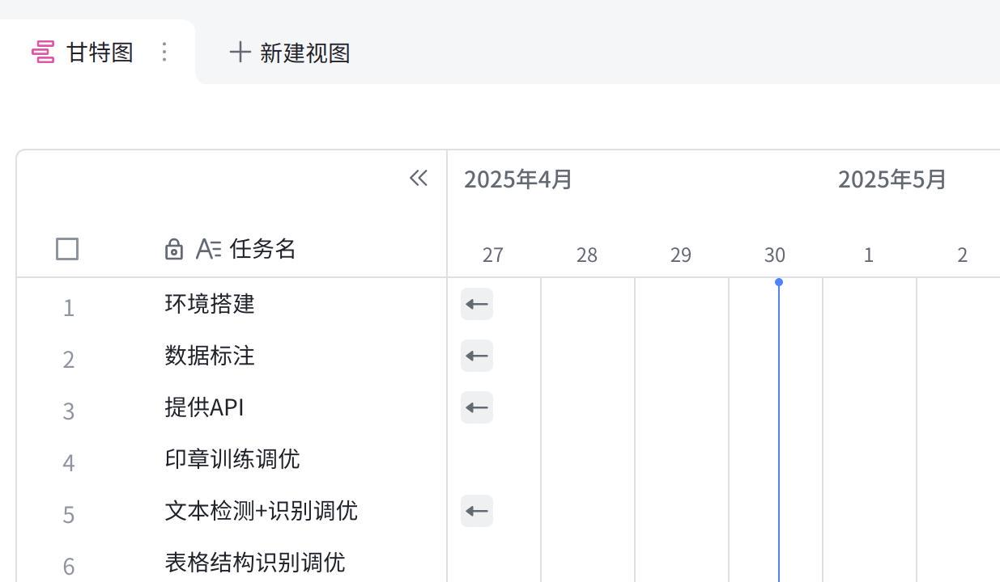 甘特图
新建视图
2025年4月 2025年5月
任务名 27 28 29 30 1 2
1 环境搭建
2 数据标注
3 提供API
4 印章训练调优
5 文本检测+识别调优
6 表格结构识别调优